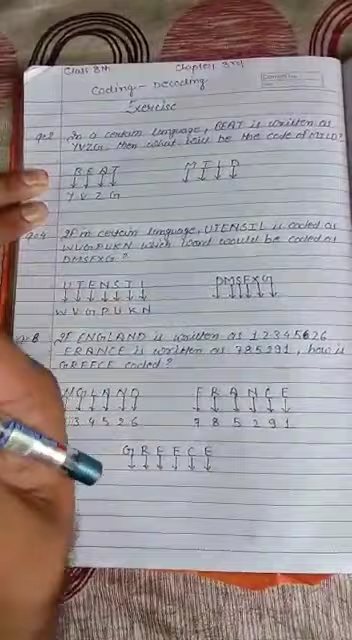 Class 8th Chapter 3rd
Coding - Decoding
Exercise
In a certain language, BEAT is written as
YVZG, then what will be the code of MILD?
B E A T M I L D
Y V Z G
If in certain language, UTENSIL is coded as
WVGPUKN which word would be coded as
DMSFXG?
U T E N S I L D M S F X G
W V G P U K N
If ENGLAND is written as 12345626
FRANCE is written as 785291, how is
GREECE coded?
N G L A N D F R A N C E
3 4 5 2 6 7 8 5 2 9 1
G R E E C E